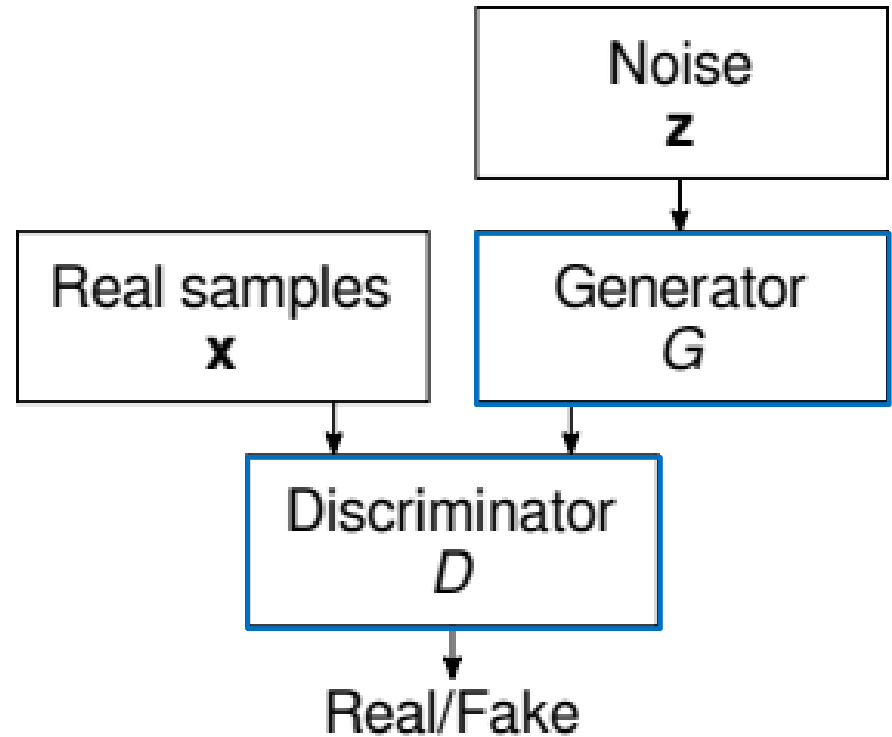 Noise
z
Real samples
x
Generator
G
Discriminator
D
Real/Fake